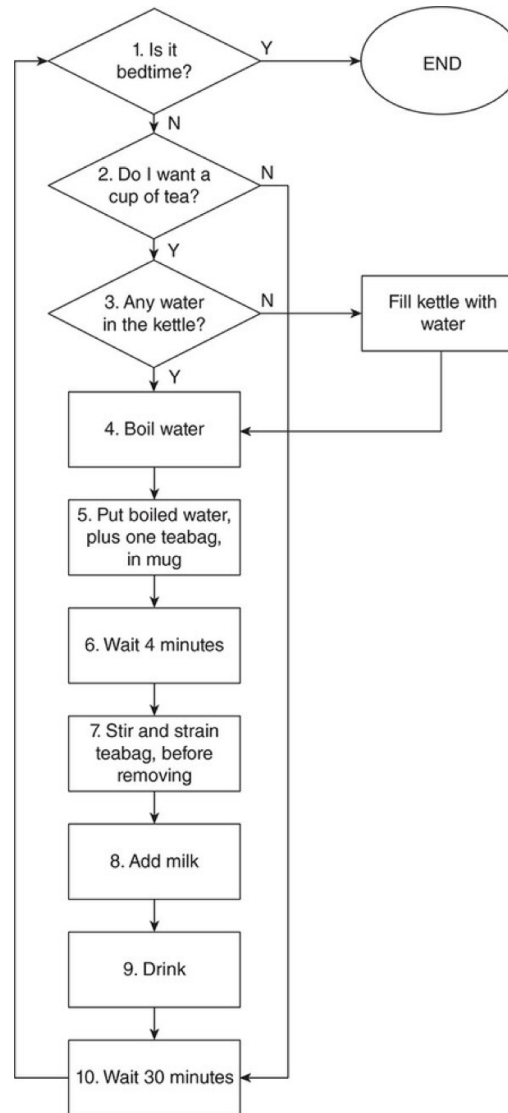 1. Is it
bedtime?
Y
END
N
2. Do I want a
cup of tea?
N
Y
3. Any water
in the kettle?
N
Fill kettle with
water
Y
4. Boil water
5. Put boiled water,
plus one teabag,
in mug
6. Wait 4 minutes
7. Stir and strain
teabag, before
removing
8. Add milk
9. Drink
10. Wait 30 minutes